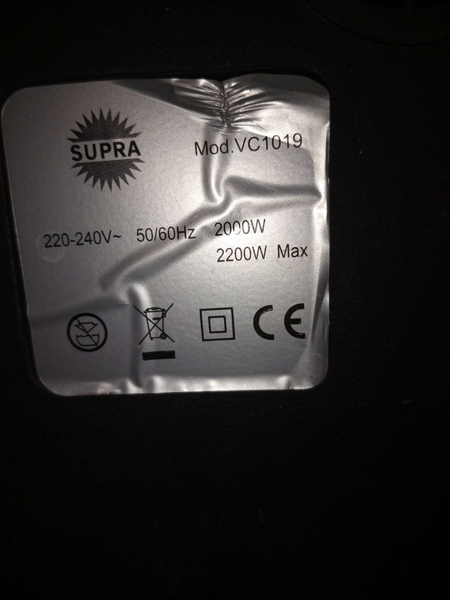 SUPRA
Mod.VC1019
220-240V~ 50/60Hz 2000W
2200W Max
CE